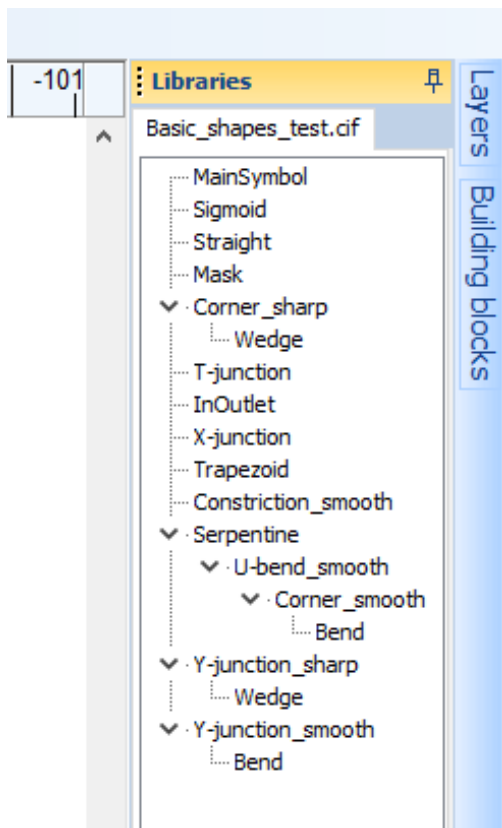 -101
Libraries
Basic_shapes_test.cif
MainSymbol
Sigmoid
Straight
Mask
Corner_sharp
Wedge
T-junction
InOutlet
X-junction
Trapezoid
Constriction_smooth
Serpentine
U-bend_smooth
Corner_smooth
Bend
Y-junction_sharp
Wedge
Y-junction_smooth
Bend
Layers
Building blocks